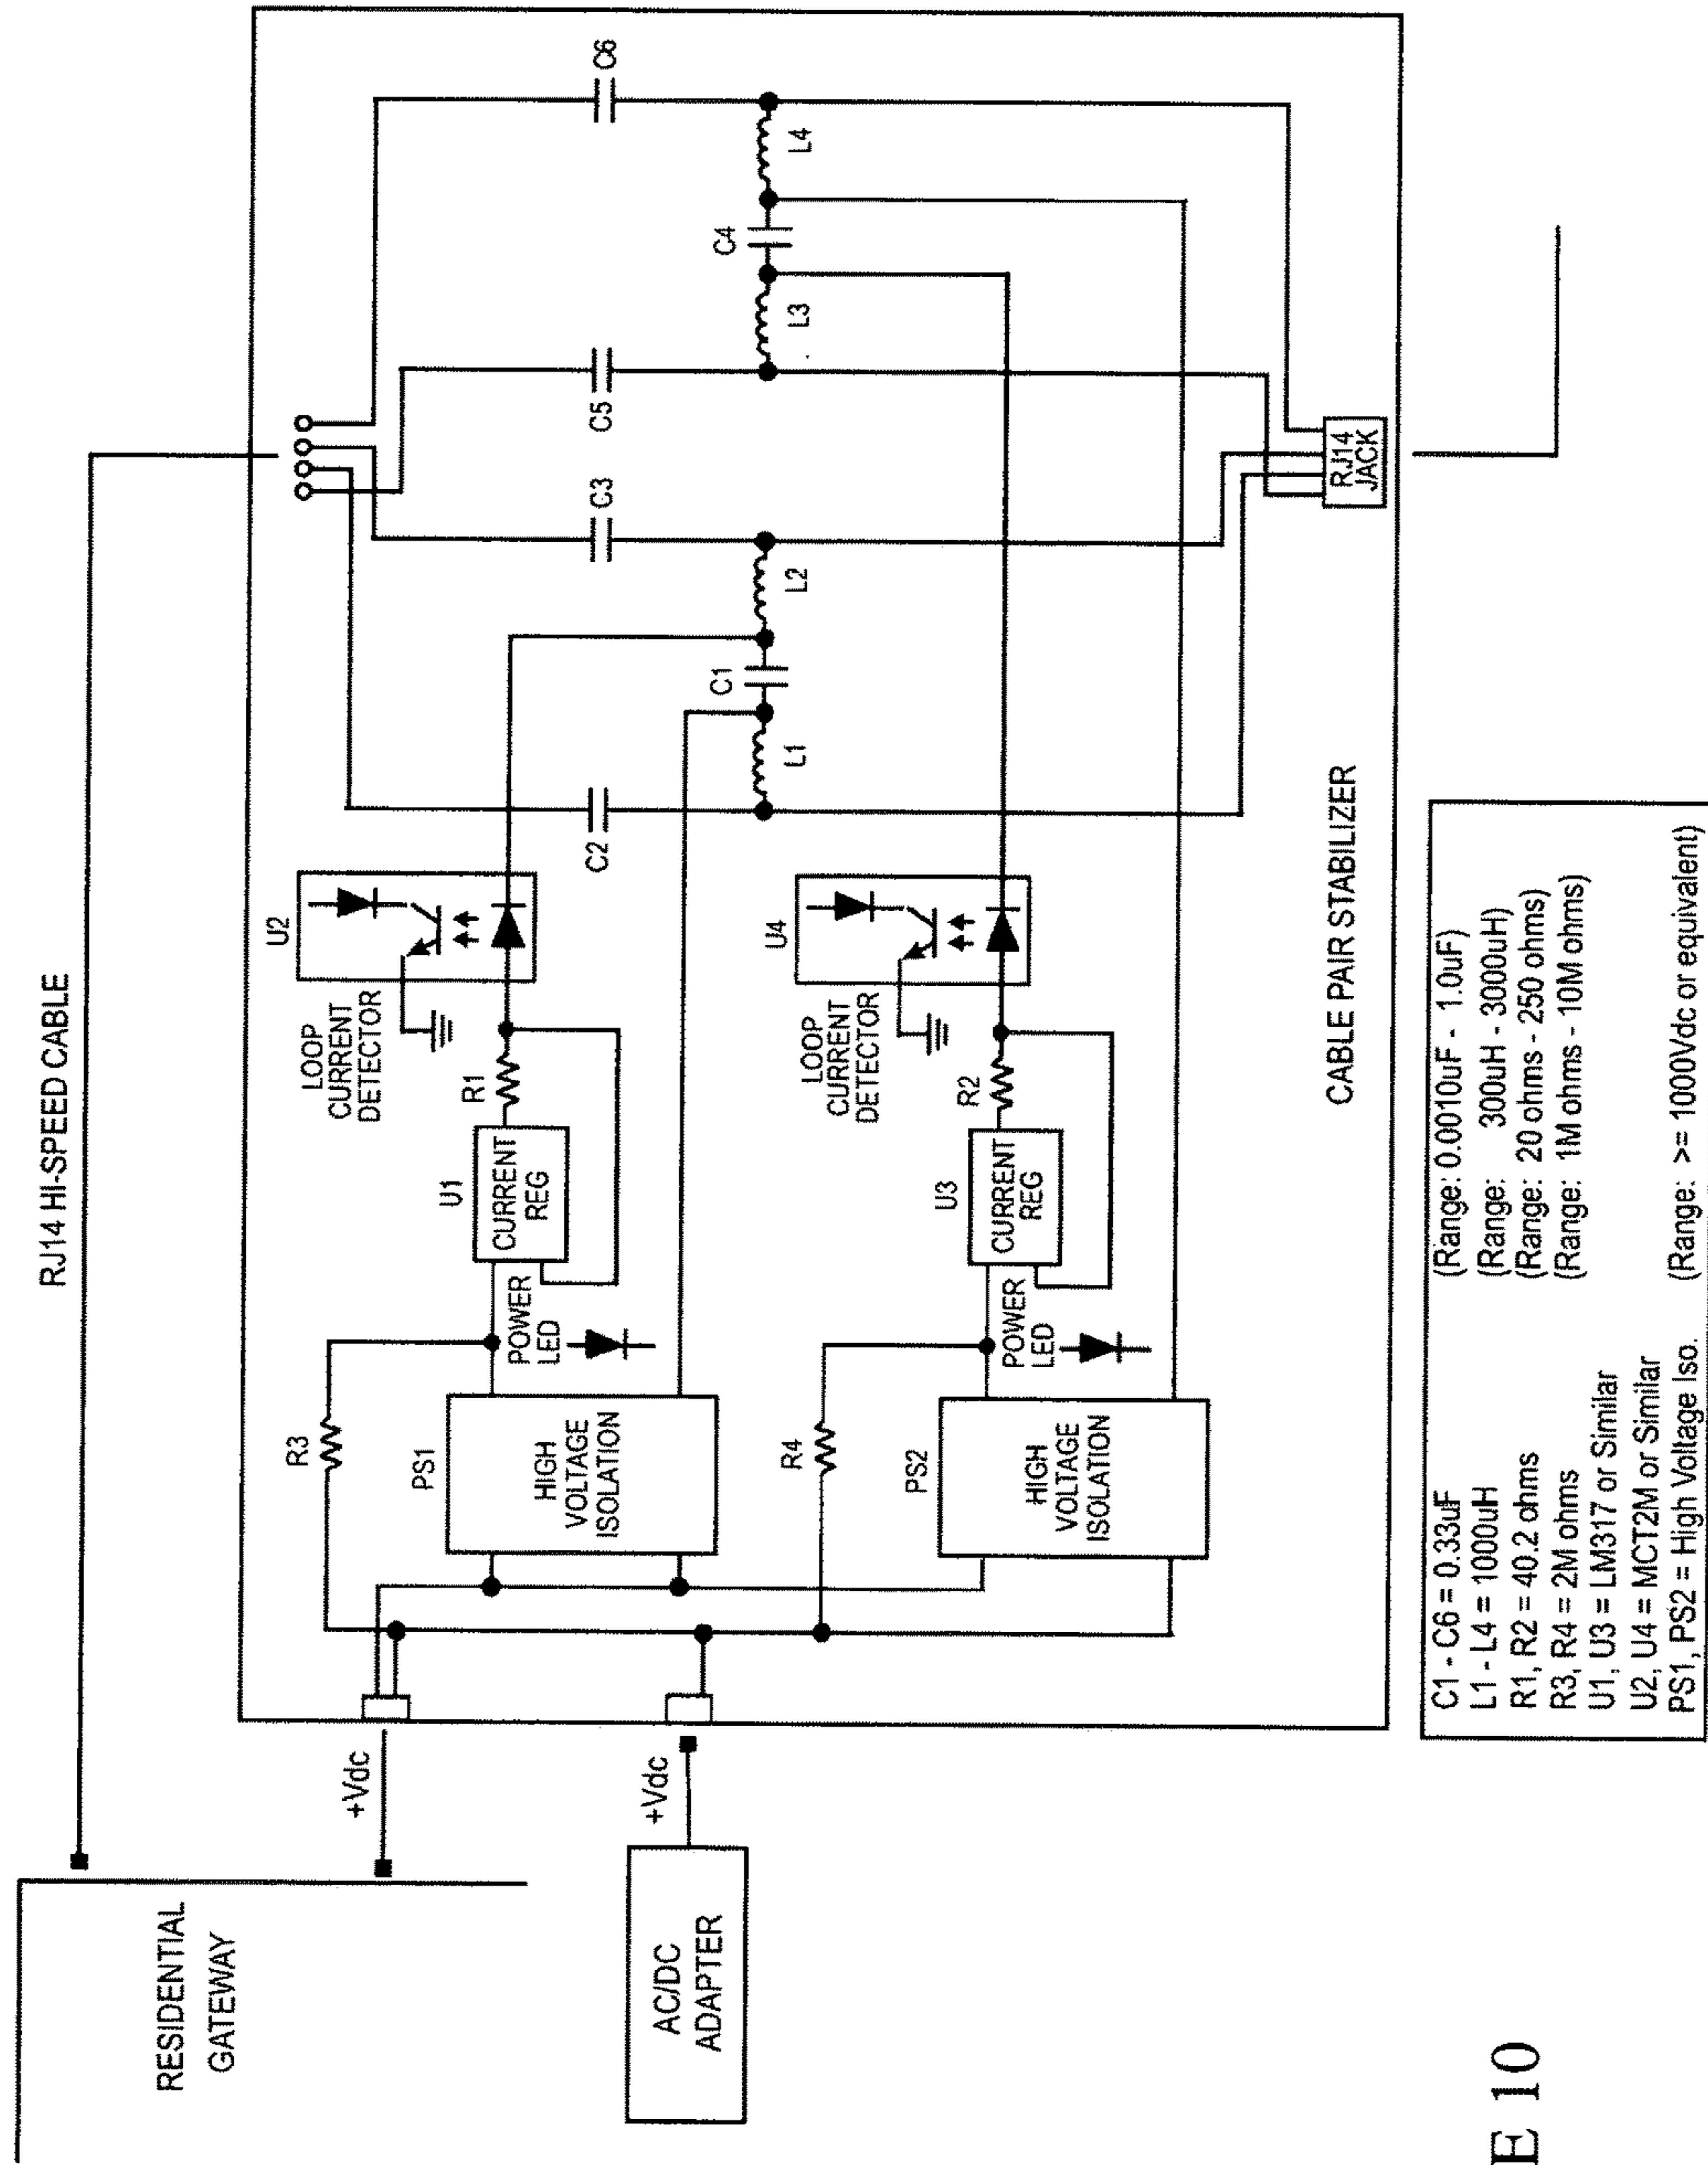 RJ14 HI-SPEED CABLE
RESIDENTIAL
GATEWAY
+Vdc
AC/DC
ADAPTER
+Vdc
R3
PS1
HIGH
VOLTAGE
ISOLATION
POWER
LED
U1
CURRENT
REG
R1
LOOP
CURRENT
DETECTOR
U2
C2
L1
C1
L2
C3
C5
L3
C4
L4
C6
R4
PS2
HIGH
VOLTAGE
ISOLATION
POWER
LED
U3
CURRENT
REG
R2
LOOP
CURRENT
DETECTOR
U4
RJ14
JACK
CABLE PAIR STABILIZER
C1 - C6 = 0.33uF (Range: 0.0010uF - 1.0uF)
L1 - L4 = 1000uH (Range: 300uH - 3000uH)
R1, R2 = 40.2 ohms (Range: 20 ohms - 250 ohms)
R3, R4 = 2M ohms (Range: 1M ohms - 10M ohms)
U1, U3 = LM317 or Similar
U2, U4 = MCT2M or Similar
PS1, PS2 = High Voltage Iso. (Range: >= 1000Vdc or equivalent)
E 10